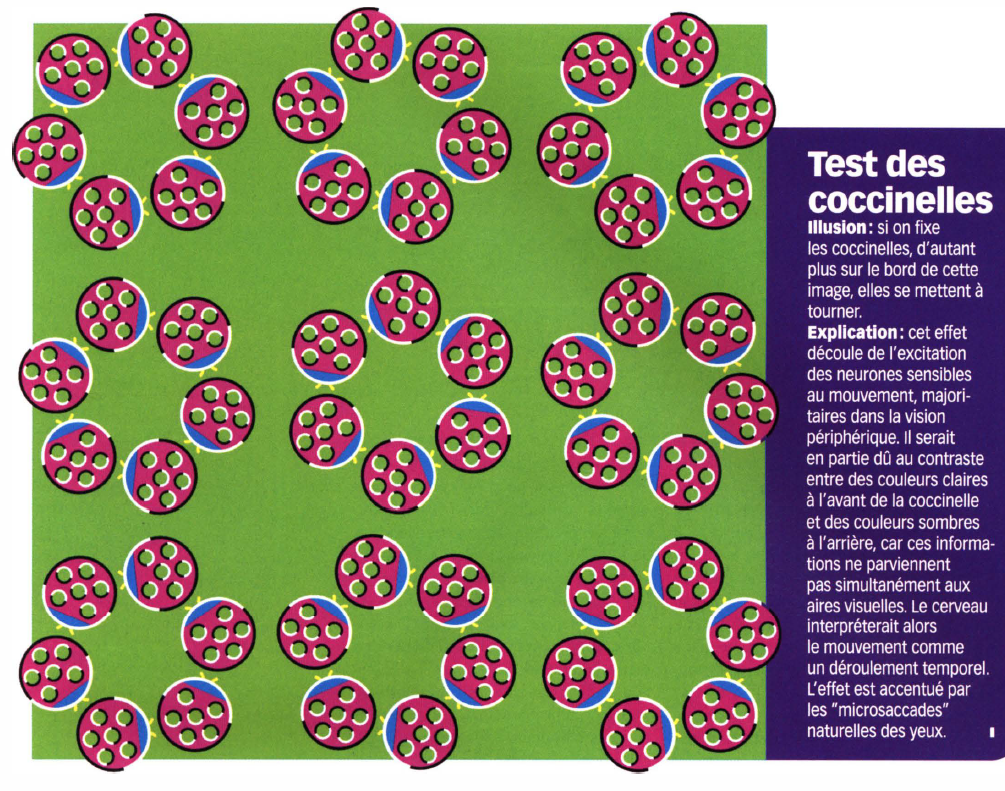 Test des
coccinelles
Illusion : si on fixe
les coccinelles, d'autant
plus sur le bord de cette
image, elles se mettent à
tourner.
Explication : cet effet
découle de l'excitation
des neurones sensibles
au mouvement, majori-
taires dans la vision
périphérique. Il serait
en partie dû au contraste
entre des couleurs claires
à l'avant de la coccinelle
et des couleurs sombres
à l'arrière, car ces informa-
tions ne parviennent
pas simultanément aux
aires visuelles. Le cerveau
interpréterait alors
le mouvement comme
un déroulement temporel.
L'effet est accentué par
les "microsaccades"
naturelles des yeux.